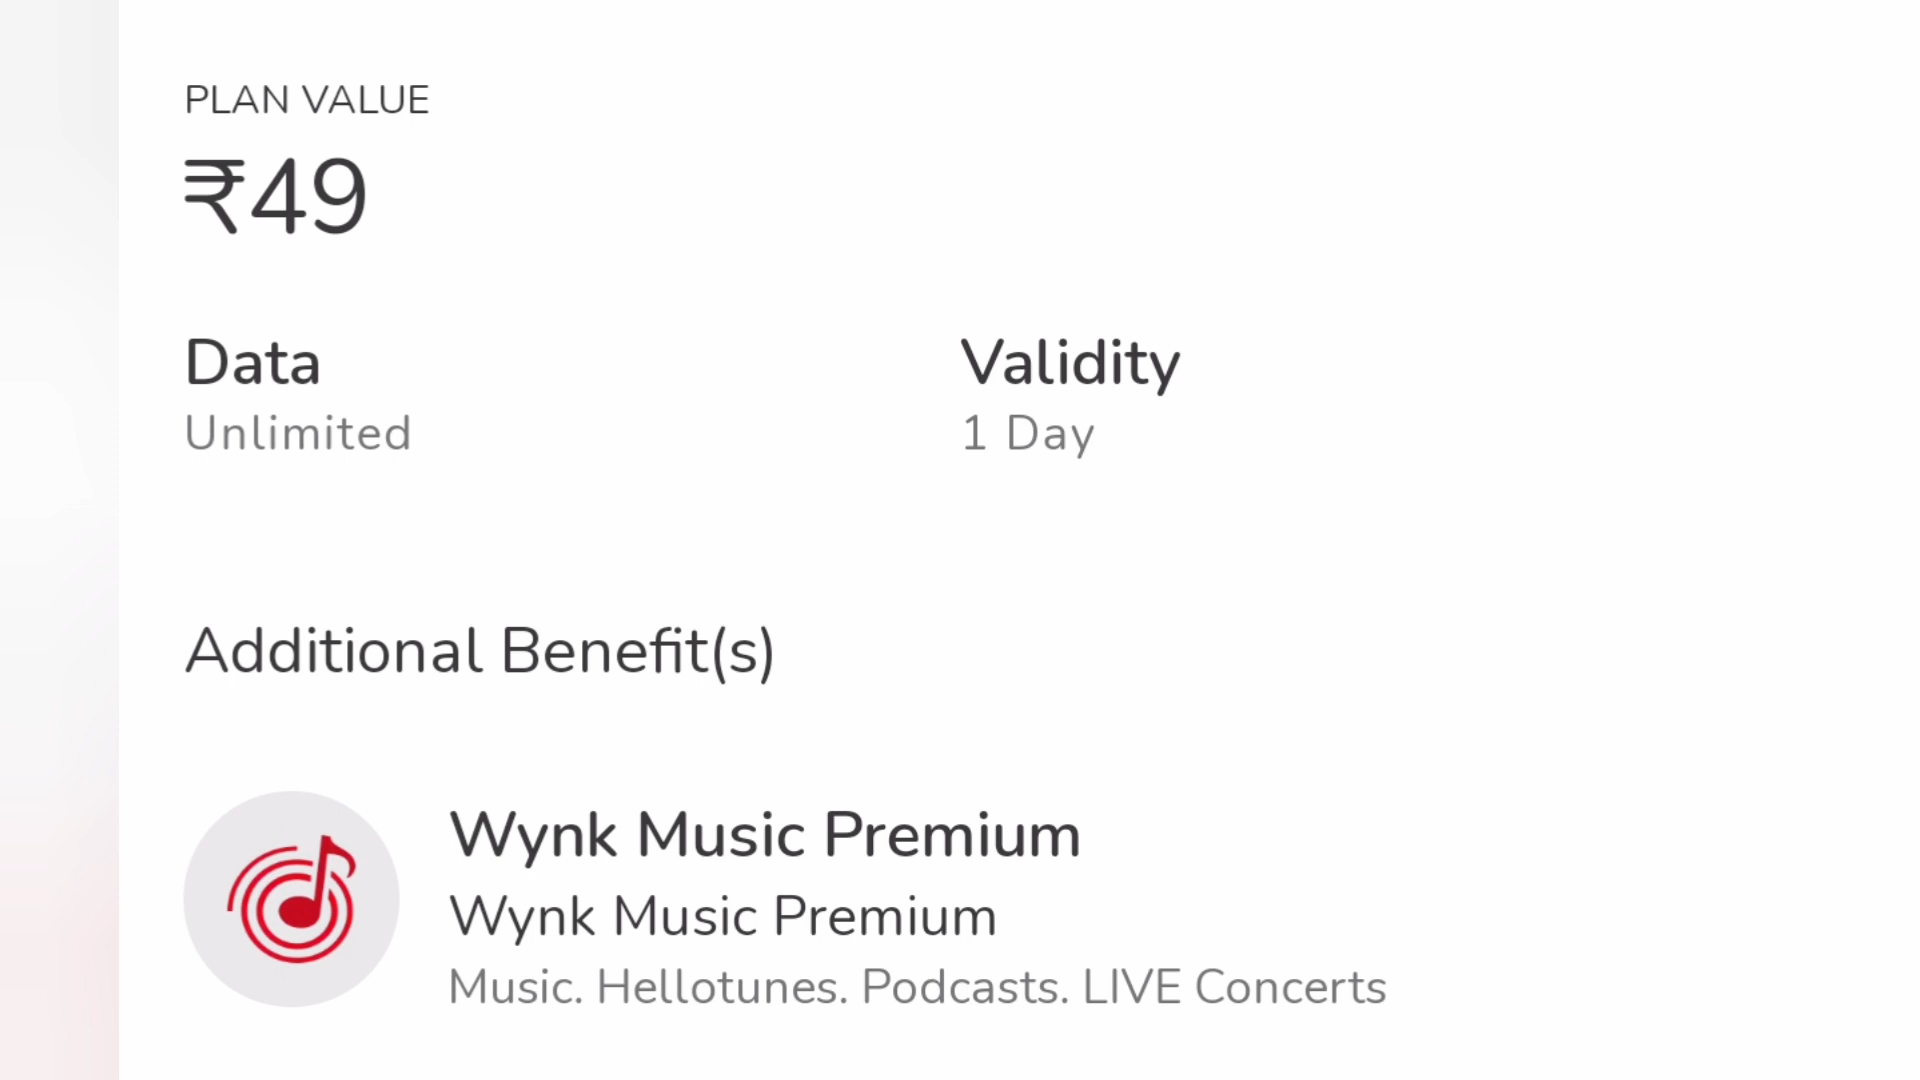 PLAN VALUE
₹49
Data
Validity
Unlimited
1 Day
Additional Benefit(s)
Wynk Music Premium
Wynk Music Premium
Music. Hellotunes. Podcasts. LIVE Concerts